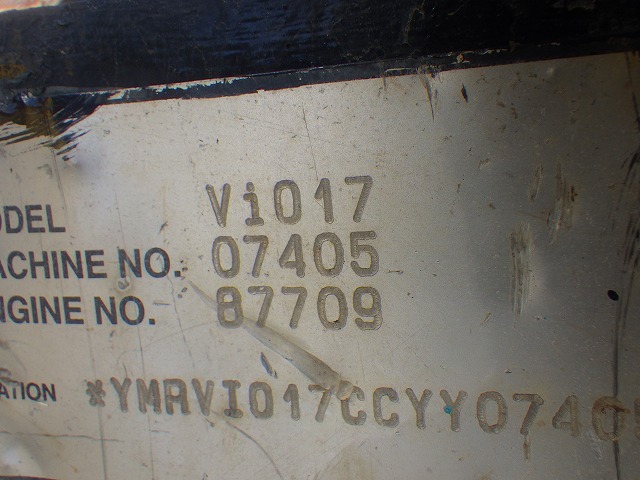 ODEL Vi017
ACHINE NO. 07405
NGINE NO. 87709
ATION *YMRVI017CCYY0740